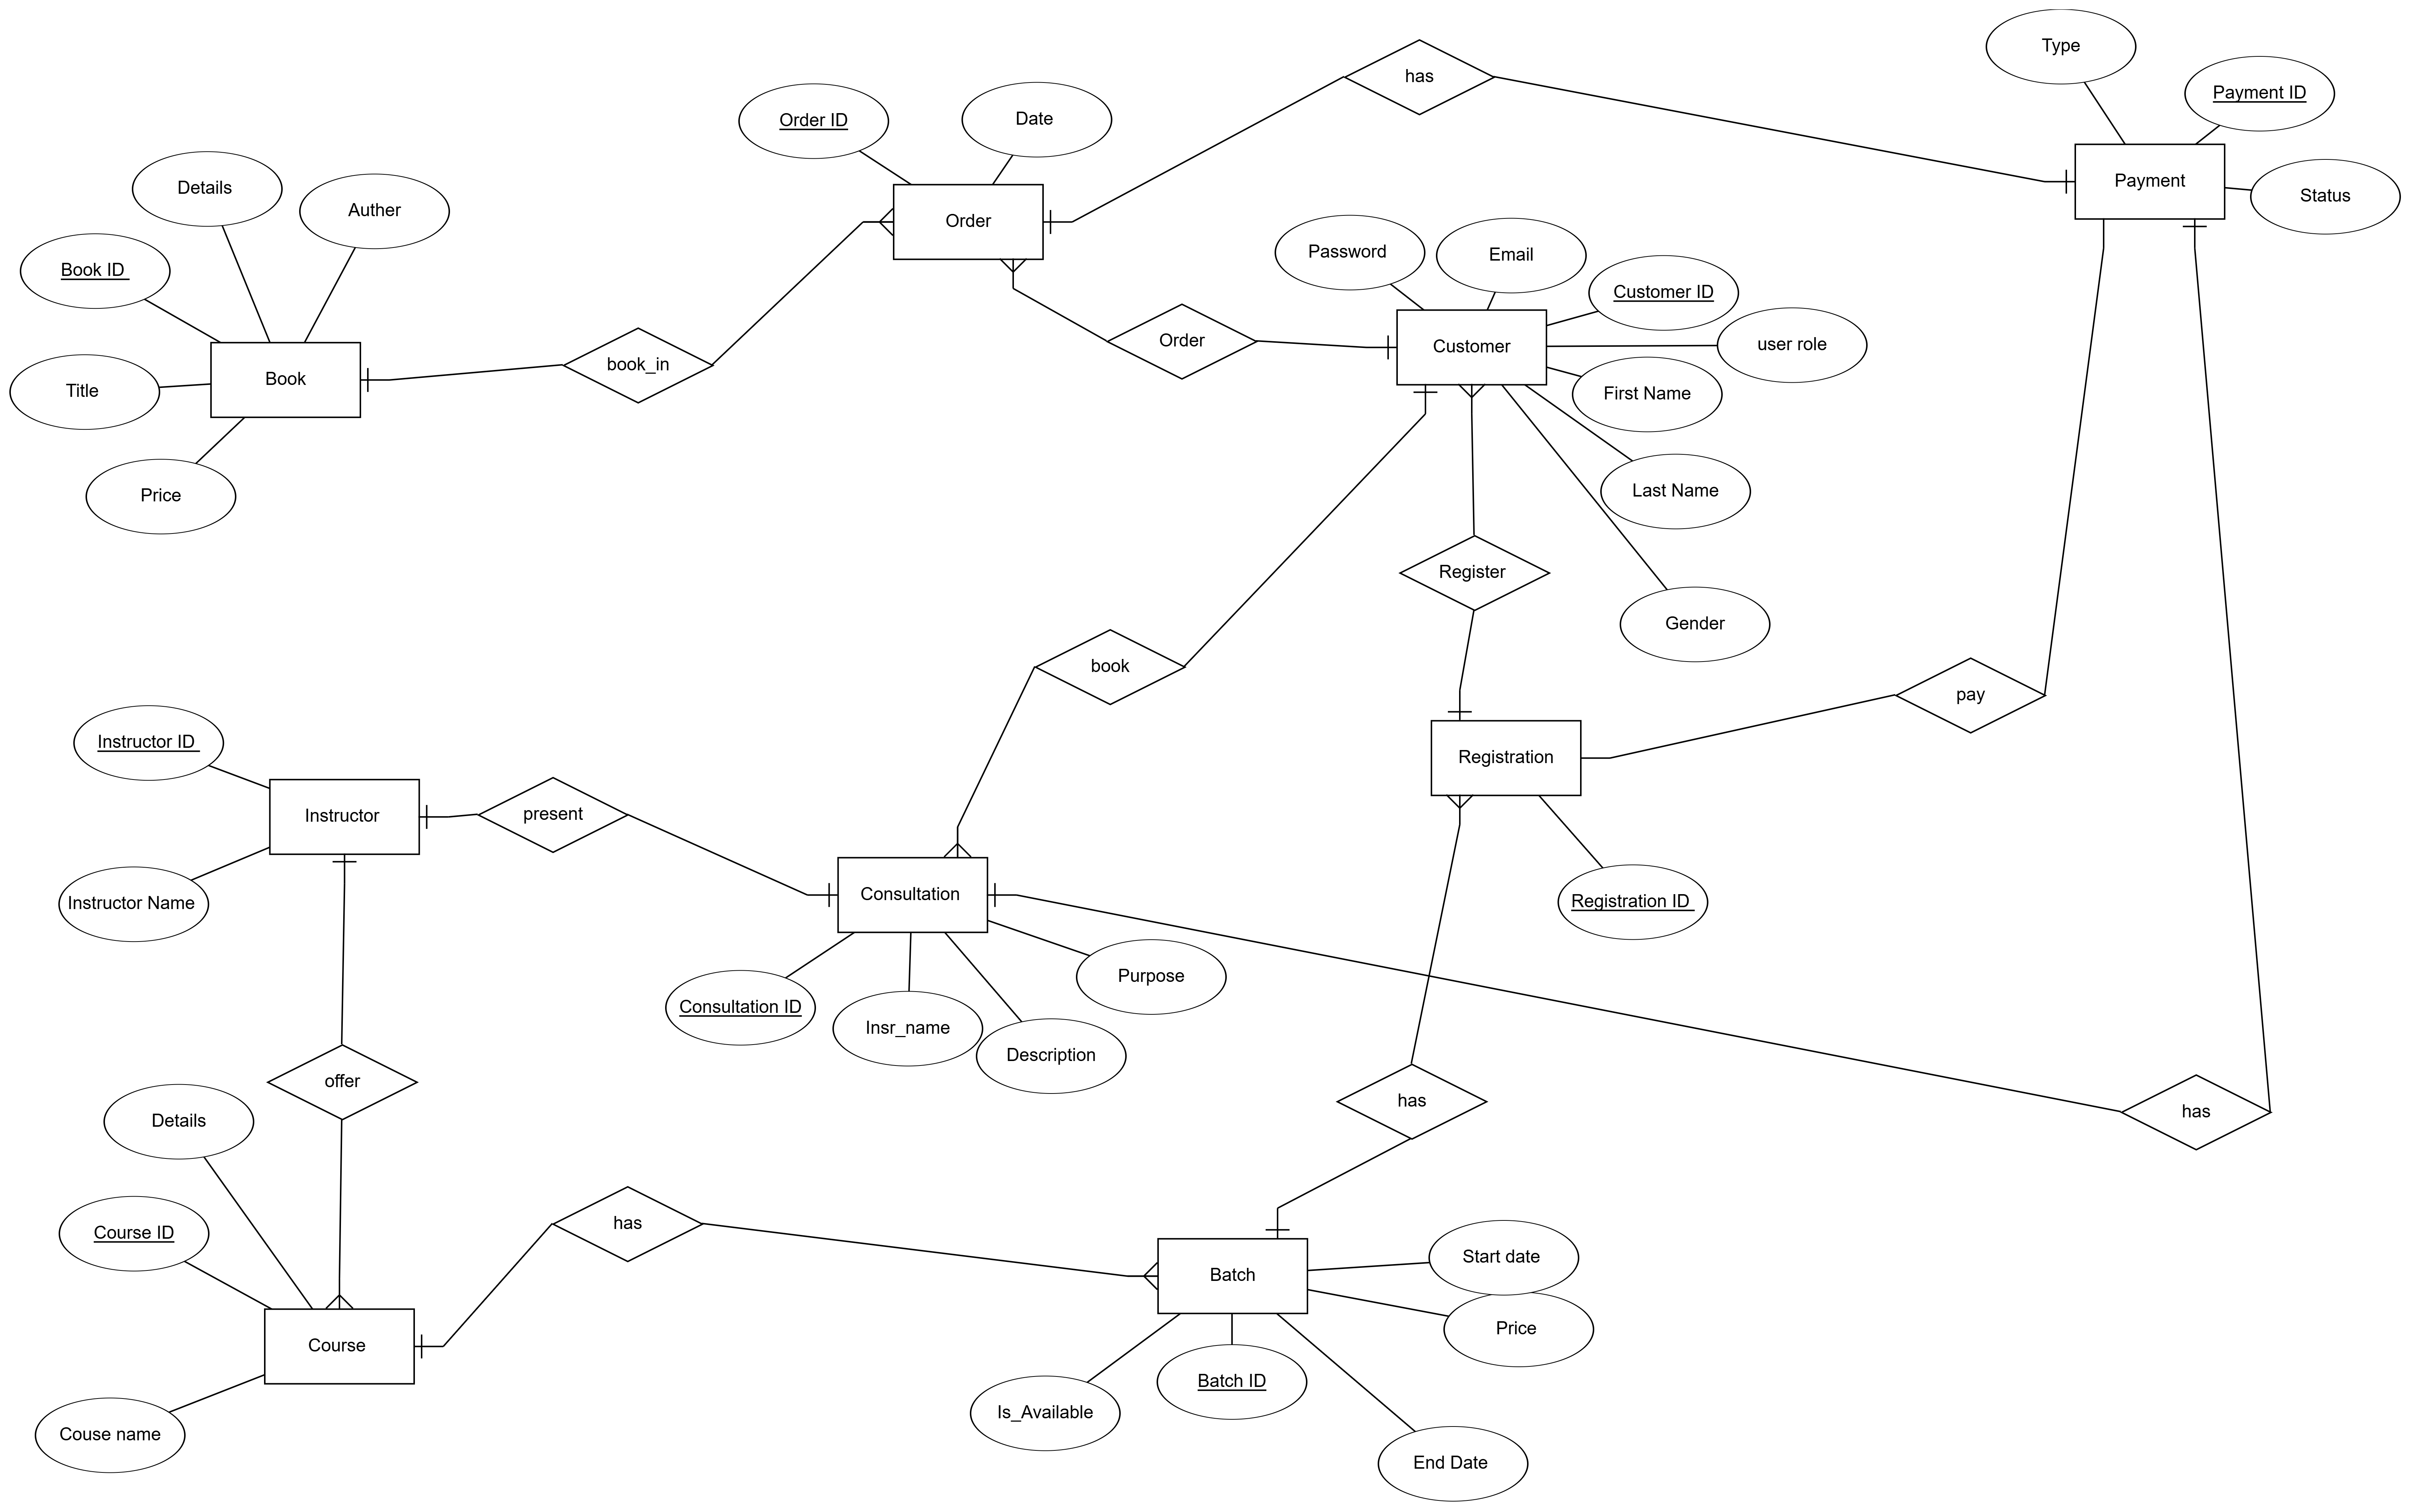 Type
Payment ID
has
Order ID
Date
Payment
Details
Auther
Order
Status
Password
Email
Book ID
Customer ID
Order
Customer
user role
book_in
Book
Title
First Name
Price
Last Name
Register
Gender
book
pay
Instructor ID
Registration
Instructor
present
Consultation
Instructor Name
Registration ID
Purpose
Consultation ID
Insr_name
Description
offer
has
has
Details
Course ID
has
Start date
Batch
Price
Course
Batch ID
Is_Available
Couse name
End Date